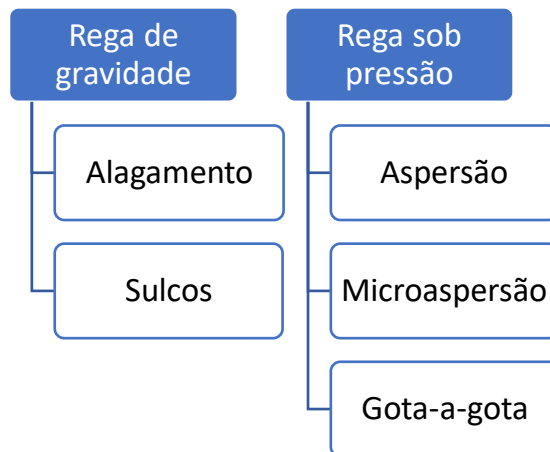 Rega de
gravidade
Alagamento
Sulcos
Rega sob
pressão
Aspersão
Microaspersão
Gota-a-gota